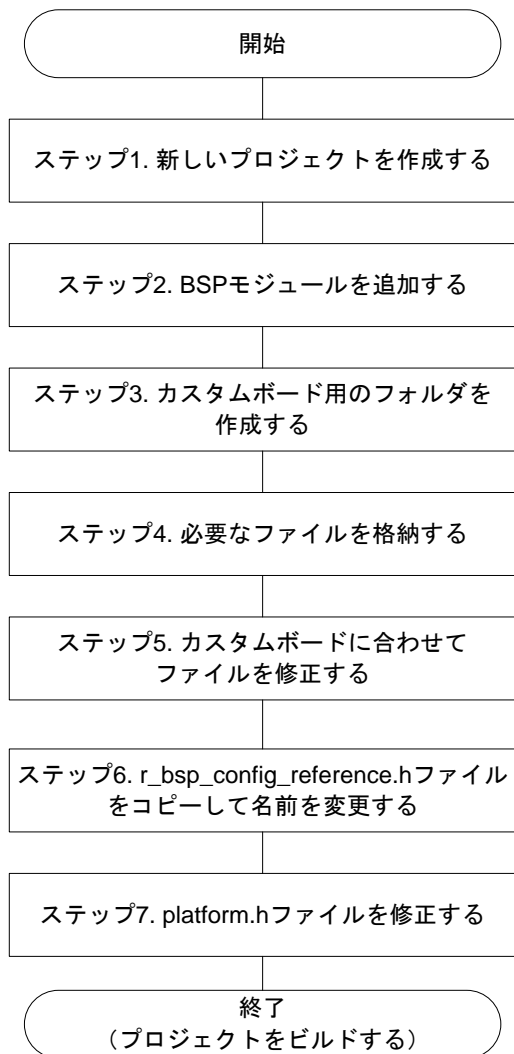 開始
ステップ1. 新しいプロジェクトを作成する
ステップ2. BSPモジュールを追加する
ステップ3. カスタムボード用のフォルダを
作成する
ステップ4. 必要なファイルを格納する
ステップ5. カスタムボードに合わせて
ファイルを修正する
ステップ6. r_bsp_config_reference.hファイル
をコピーして名前を変更する
ステップ7. platform.hファイルを修正する
終了
（プロジェクトをビルドする）